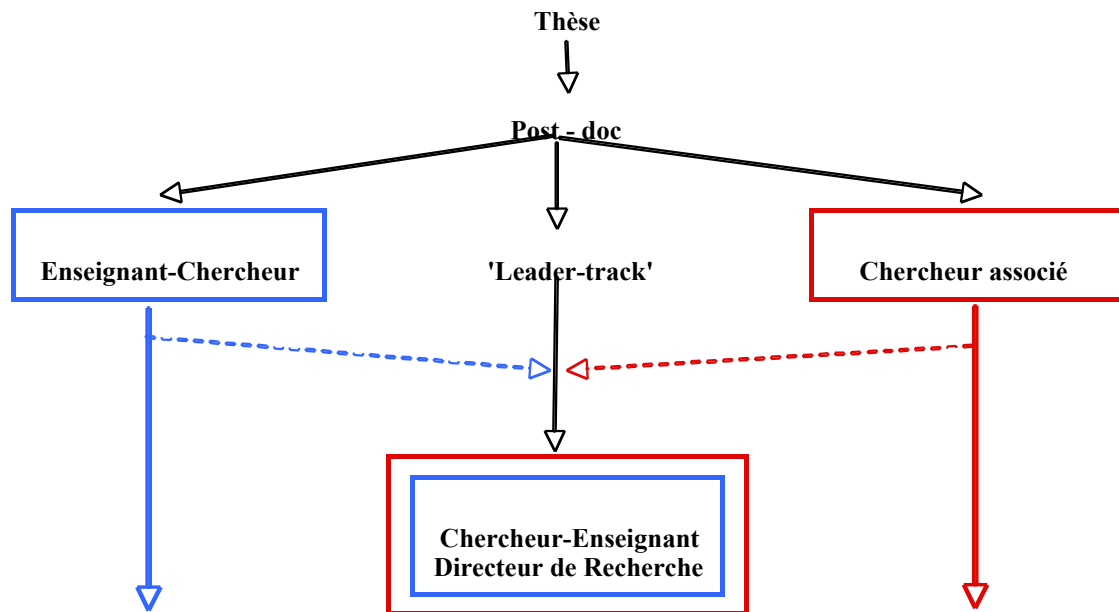 Thèse
Post - doc
Enseignant-Chercheur
'Leader-track'
Chercheur associé
Chercheur-Enseignant
Directeur de Recherche